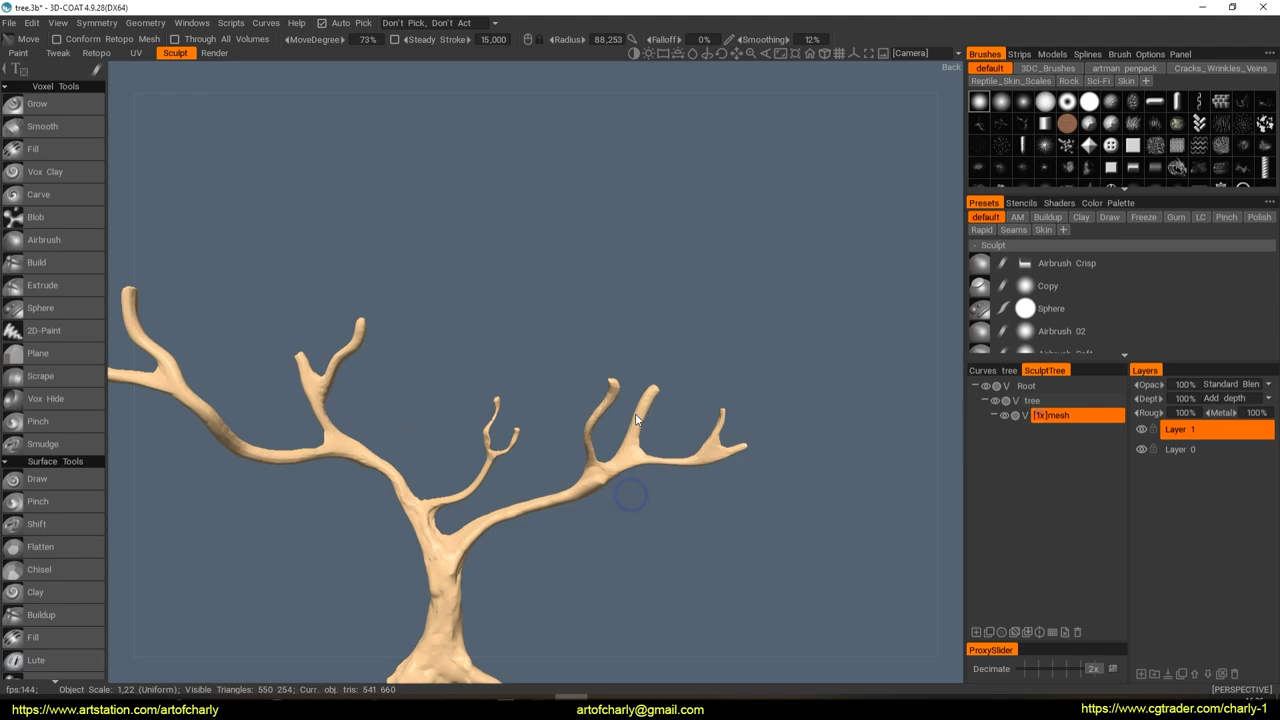 tree.3b* - 3D-COAT 4.9.28(DX64)
File Edit View Symmetry Geometry Windows Scripts Curves Help Auto Pick Don't Pick, Don't Act
Move Conform Retopo Mesh Through All Volumes MoveDegree 73% Steady Stroke 15,000 Radius 88,253 Falloff 0% Smoothing 12%
Paint Tweak Retopo UV Sculpt Render [Camera]
Back
Voxel Tools
Grow
Smooth
Fill
Vox Clay
Carve
Blob
Airbrush
Build
Extrude
Sphere
2D-Paint
Plane
Scrape
Vox Hide
Pinch
Smudge
Surface Tools
Draw
Pinch
Shift
Flatten
Chisel
Clay
Buildup
Fill
Lute
Brushes Strips Models Splines Brush Options Panel
default 3DC_Brushes artman penpack Cracks_Wrinkles_Veins
Reptile_Skin_Scales Rock Sci-Fi Skin +
Presets Stencils Shaders Color Palette
default AM Buildup Clay Draw Freeze Gum LC Pinch Polish
Rapid Seams Skin +
- Sculpt
Airbrush Crisp
Copy
Sphere
Airbrush 02
Curves tree SculptTree
Root
V tree
V [1x]mesh
Layers
Opac 100% Standard Blen
Dept 100% Add depth
Roug 100% Metal 100%
Layer 1
Layer 0
ProxySlider
Decimate 2x
fps:144; Object Scale: 1,22 (Uniform); Visible Triangles: 550 254; Curr. obj. tris: 541 660
[PERSPECTIVE]
https://www.artstation.com/artofcharly artofcharly@gmail.com https://www.cgtrader.com/charly-1